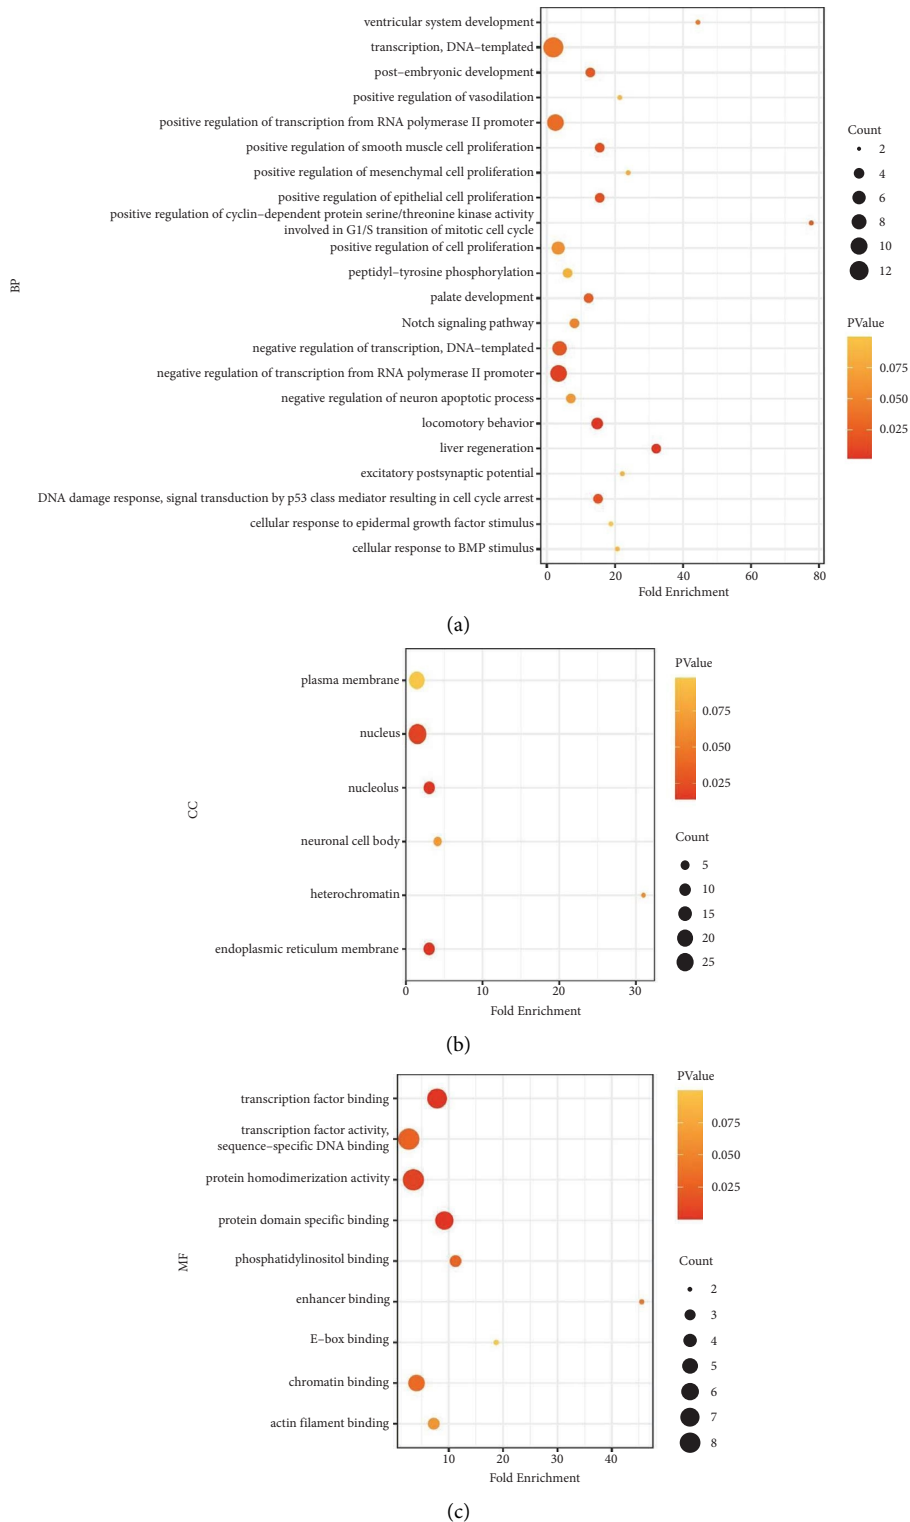 ventricular system development
transcription, DNA–templated
post–embryonic development
positive regulation of vasodilation
positive regulation of transcription from RNA polymerase II promoter
positive regulation of smooth muscle cell proliferation
positive regulation of mesenchymal cell proliferation
positive regulation of epithelial cell proliferation
positive regulation of cyclin–dependent protein serine/threonine kinase activity
involved in G1/S transition of mitotic cell cycle
positive regulation of cell proliferation
peptidyl–tyrosine phosphorylation
palate development
Notch signaling pathway
negative regulation of transcription, DNA–templated
negative regulation of transcription from RNA polymerase II promoter
negative regulation of neuron apoptotic process
locomotory behavior
liver regeneration
excitatory postsynaptic potential
DNA damage response, signal transduction by p53 class mediator resulting in cell cycle arrest
cellular response to epidermal growth factor stimulus
cellular response to BMP stimulus
BP
0 20 40 60 80
Fold Enrichment
Count
2
4
6
8
10
12
PValue
0.075
0.050
0.025
(a)
plasma membrane
nucleus
nucleolus
neuronal cell body
heterochromatin
endoplasmic reticulum membrane
CC
0 10 20 30
Fold Enrichment
PValue
0.075
0.050
0.025
Count
5
10
15
20
25
(b)
transcription factor binding
transcription factor activity,
sequence–specific DNA binding
protein homodimerization activity
protein domain specific binding
phosphatidylinositol binding
enhancer binding
E–box binding
chromatin binding
actin filament binding
MF
10 20 30 40
Fold Enrichment
PValue
0.075
0.050
0.025
Count
2
3
4
5
6
7
8
(c)